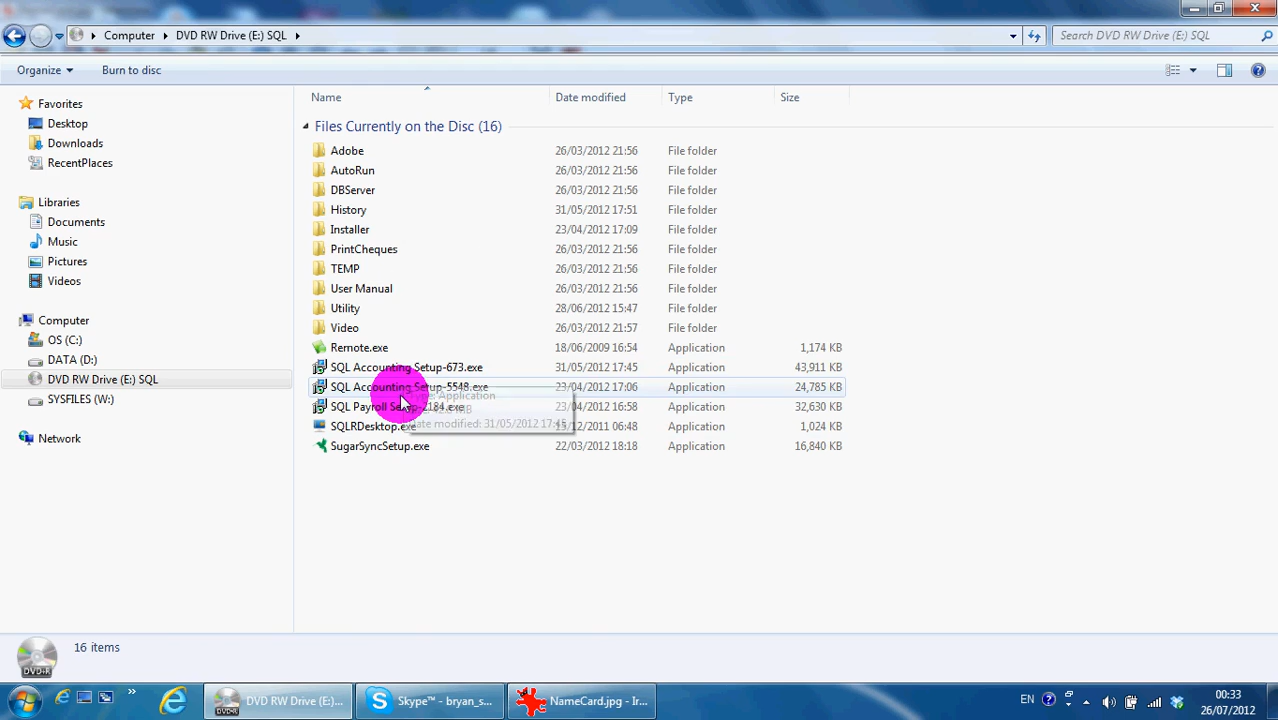 Computer DVD RW Drive (E:) SQL Search DVD RW Drive (E:) SQL
Organize Burn to disc
Favorites
Desktop
Downloads
RecentPlaces
Libraries
Documents
Music
Pictures
Videos
Computer
OS (C:)
DATA (D:)
DVD RW Drive (E:) SQL
SYSFILES (W:)
Network
Name Date modified Type Size
Files Currently on the Disc (16)
Adobe 26/03/2012 21:56 File folder
AutoRun 26/03/2012 21:56 File folder
DBServer 26/03/2012 21:56 File folder
History 31/05/2012 17:51 File folder
Installer 23/04/2012 17:09 File folder
PrintCheques 26/03/2012 21:56 File folder
TEMP 26/03/2012 21:56 File folder
User Manual 26/03/2012 21:56 File folder
Utility 28/06/2012 15:47 File folder
Video 26/03/2012 21:57 File folder
Remote.exe 18/06/2009 16:54 Application 1,174 KB
SQL Accounting Setup-673.exe 31/05/2012 17:45 Application 43,911 KB
SQL Accounting Setup-5548.exe 23/04/2012 17:06 Application 24,785 KB
Type: Application
SQL Payroll Setup-2184.exe 23/04/2012 16:58 Application 32,630 KB
Date modified: 31/05/2012 17:45
SQLRDesktop.exe /12/2011 06:48 Application 1,024 KB
SugarSyncSetup.exe 22/03/2012 18:18 Application 16,840 KB
16 items
DVD+R
DVD RW Drive (E:)... Skype™ - bryan_s... NameCard.jpg - Ir... EN 00:33
26/07/2012